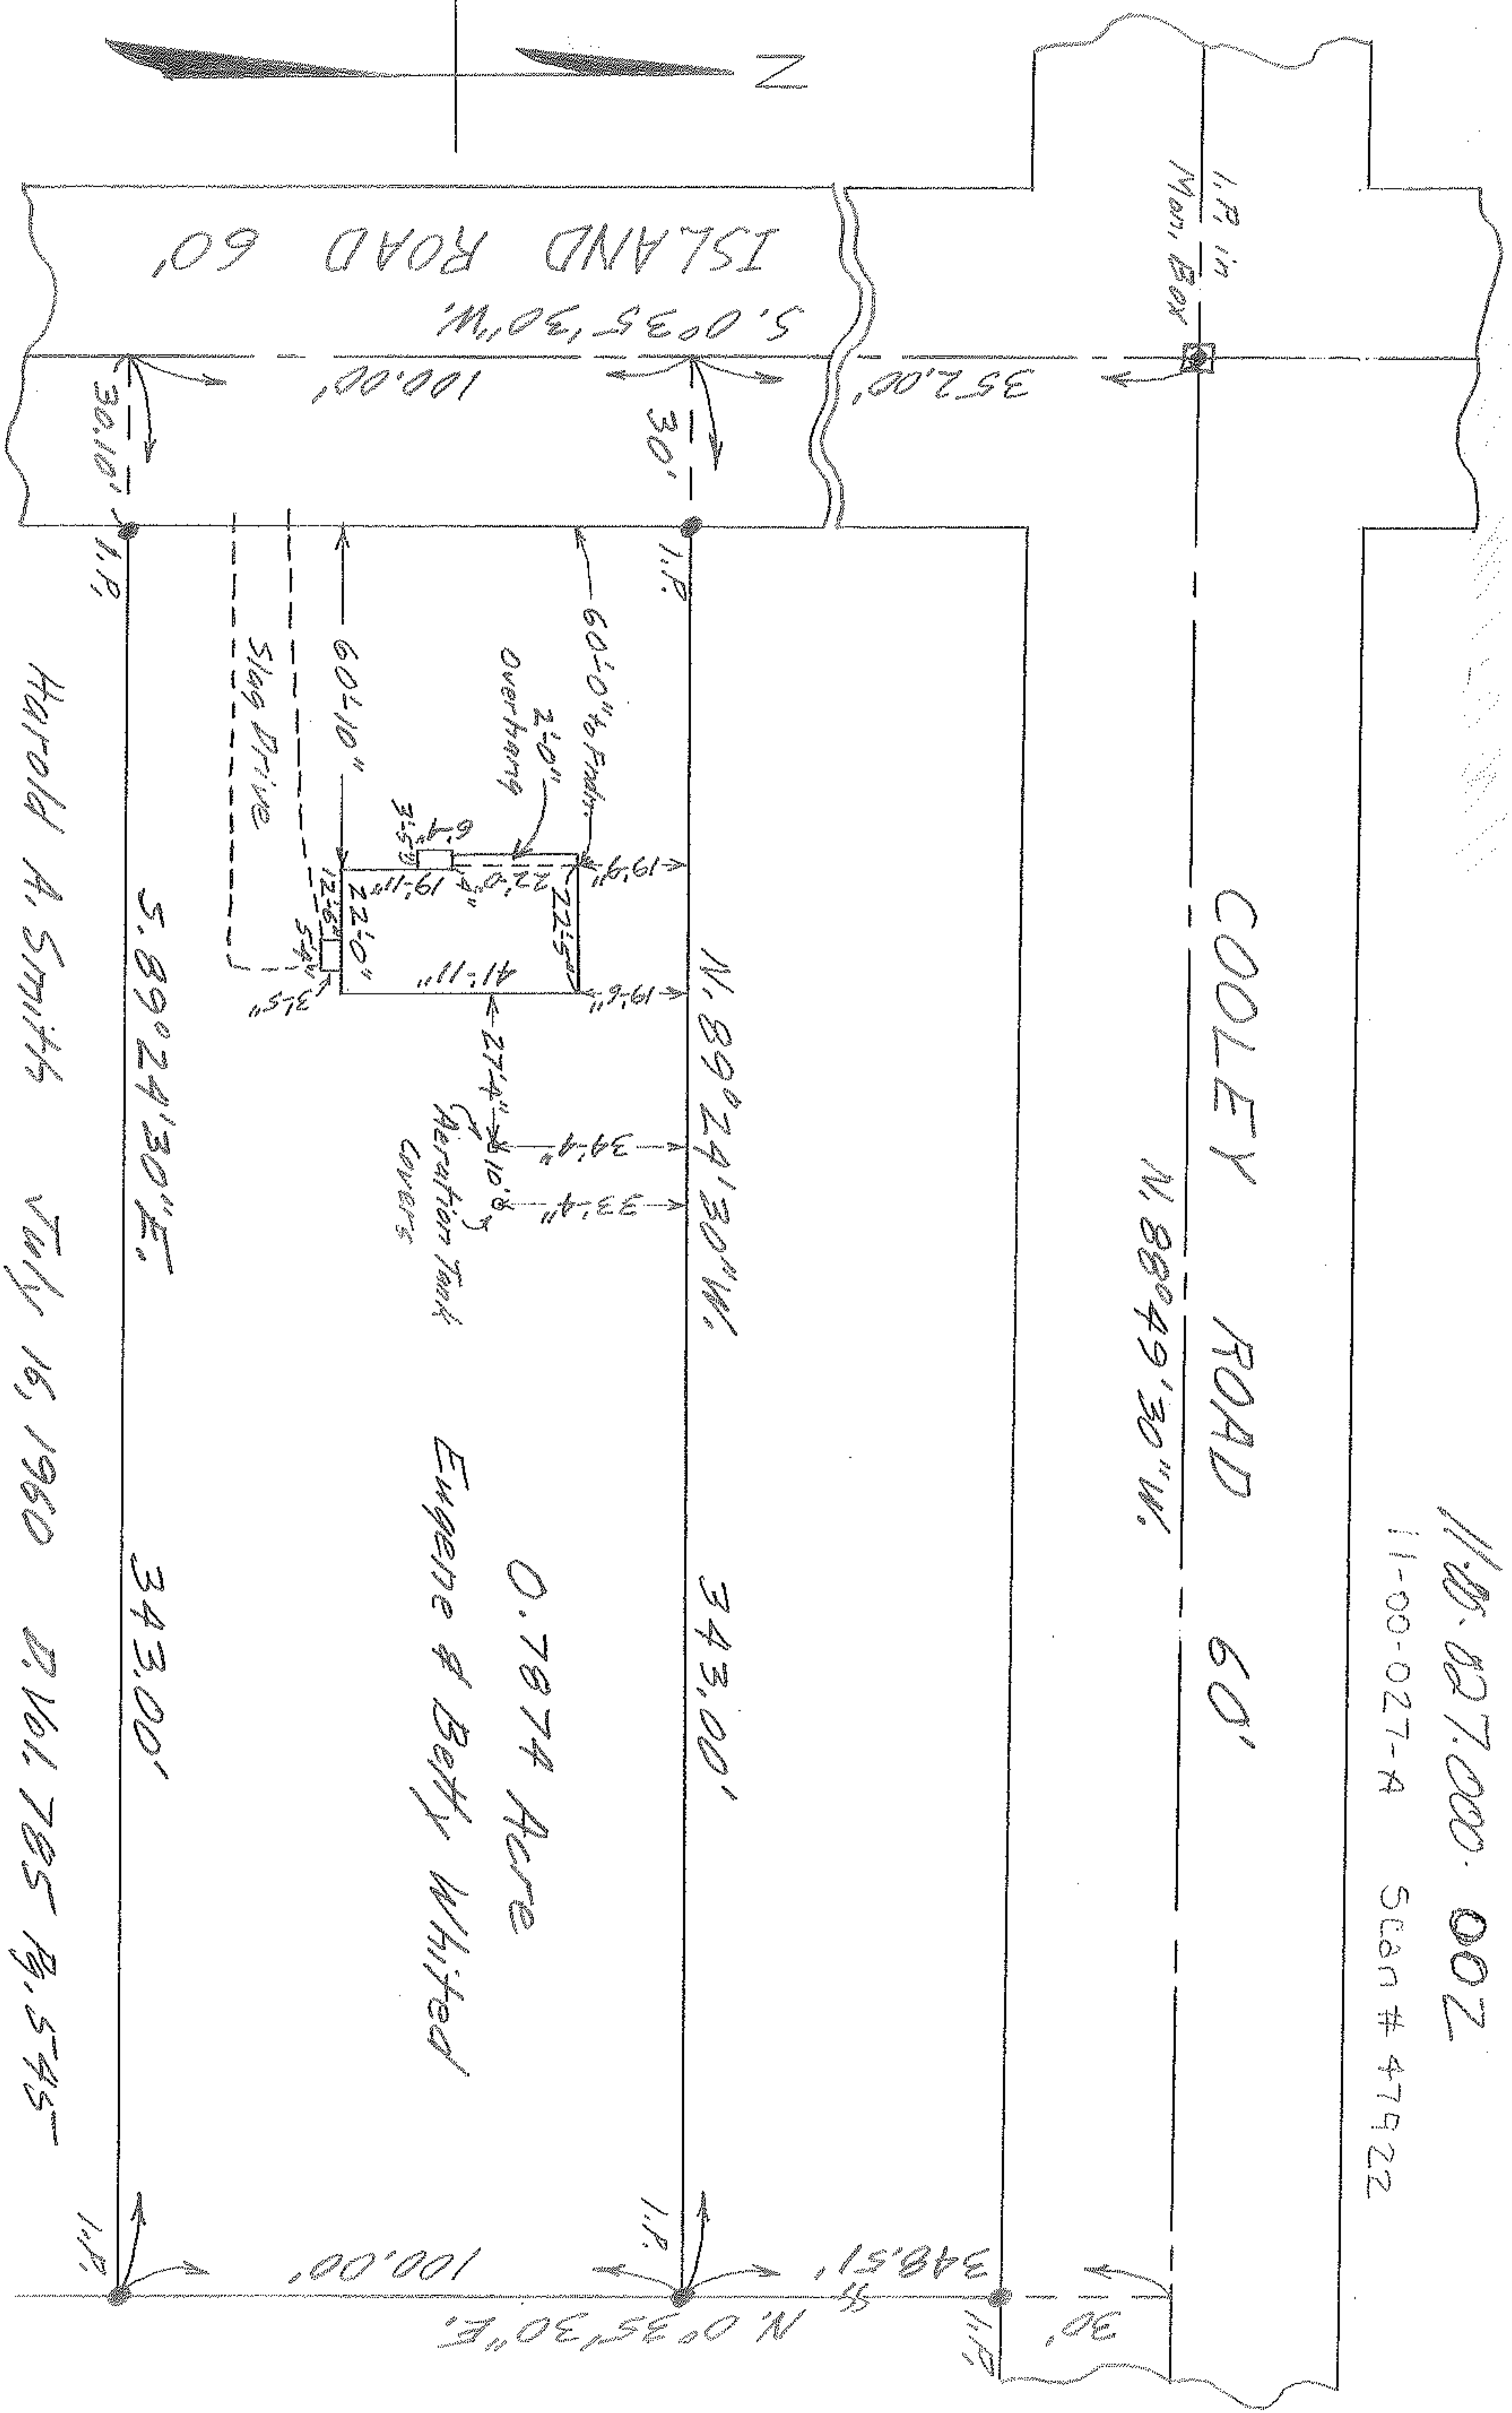 11-00-027.000.002
11-00-027-A Scan # 47922
N
I.P. in
Mon. Box
COOLEY ROAD 60'
N. 88°49'30"W.
ISLAND ROAD 60'
S. 0°35'30"W.
352.00'
100.00'
30'
30.10'
I.P.
I.P.
N. 89°24'30"W. 343.00'
60'-0" to Fndn.
2'-0"
Overhang
60'-10"
Slag Drive
19'-9"
19'-6"
22'-5"
22'-0"
4"
6'-4"
3'-5"
19'-11"
41'-11"
22'-0"
12'-6"
5'-4"
3'-5"
27'-4"
10'
34'-4"
33'-4"
Aeration Tank
Covers
0.7874 Acre
Eugene & Betty Whited
S. 89°24'30"E. 343.00'
Harold A. Smith July 16, 1960 D. Vol. 785 Pg. 545
30'
I.P.
348.51'
N. 0°35'30"E.
I.P.
100.00'
I.P.